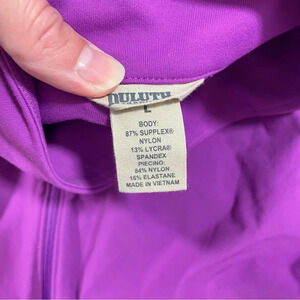 DULUTH
L
BODY:
87% SUPPLEX®
NYLON
13% LYCRA®
SPANDEX
PIECING:
84% NYLON
16% ELASTANE
MADE IN VIETNAM